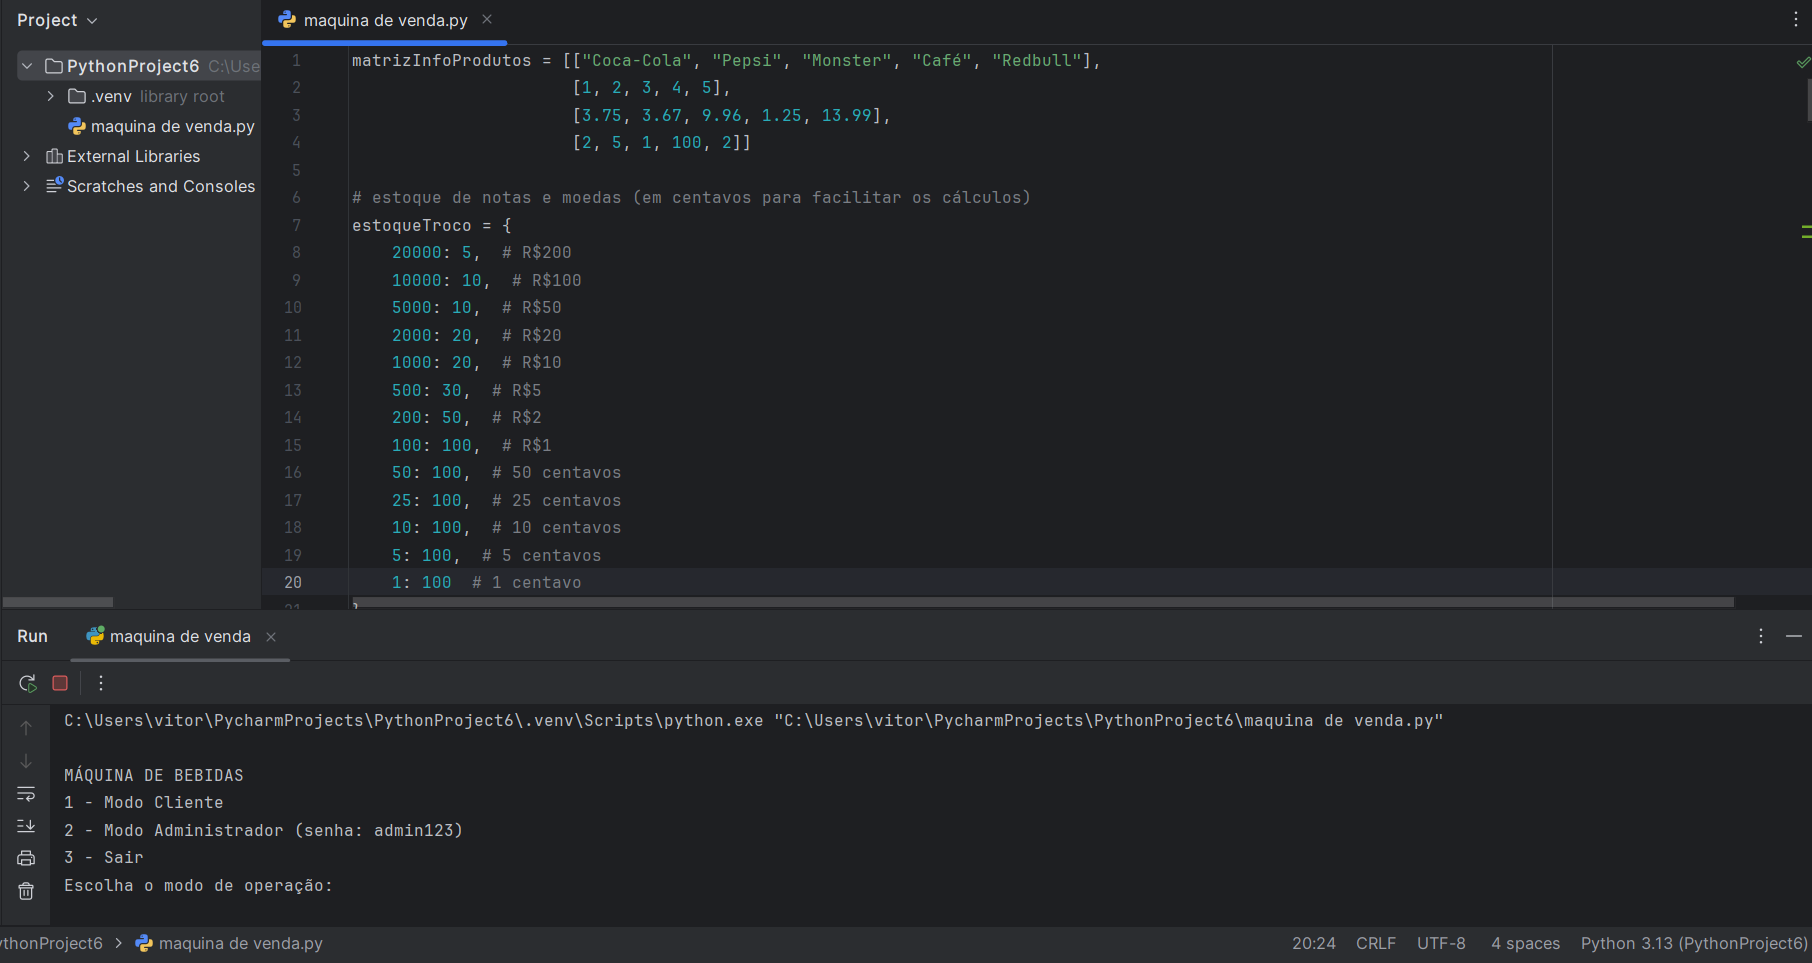 Project
maquina de venda.py
PythonProject6 C:\Use
.venv library root
maquina de venda.py
External Libraries
Scratches and Consoles
1 matrizInfoProdutos = [["Coca-Cola", "Pepsi", "Monster", "Café", "Redbull"],
2 [1, 2, 3, 4, 5],
3 [3.75, 3.67, 9.96, 1.25, 13.99],
4 [2, 5, 1, 100, 2]]
5
6 # estoque de notas e moedas (em centavos para facilitar os cálculos)
7 estoqueTroco = {
8 20000: 5,  # R$200
9 10000: 10,  # R$100
10 5000: 10,  # R$50
11 2000: 20,  # R$20
12 1000: 20,  # R$10
13 500: 30,  # R$5
14 200: 50,  # R$2
15 100: 100,  # R$1
16 50: 100,  # 50 centavos
17 25: 100,  # 25 centavos
18 10: 100,  # 10 centavos
19 5: 100,  # 5 centavos
20 1: 100  # 1 centavo
21
Run maquina de venda
C:\Users\vitor\PycharmProjects\PythonProject6\.venv\Scripts\python.exe "C:\Users\vitor\PycharmProjects\PythonProject6\maquina de venda.py"
MÁQUINA DE BEBIDAS
1 - Modo Cliente
2 - Modo Administrador (senha: admin123)
3 - Sair
Escolha o modo de operação:
ythonProject6 > maquina de venda.py
20:24 CRLF UTF-8 4 spaces Python 3.13 (PythonProject6)